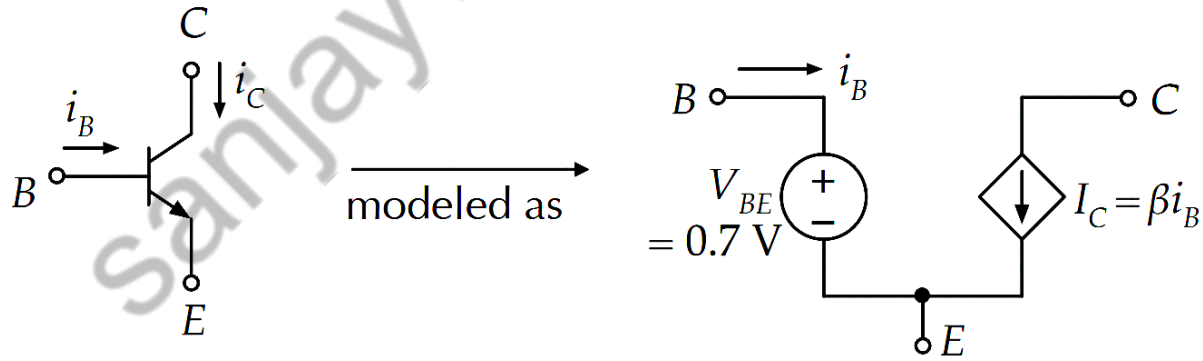 C
i_C
i_B
B
E
modeled as
i_B
B
C
V_BE
= 0.7 V
+
−
I_C = βi_B
E
sanjay